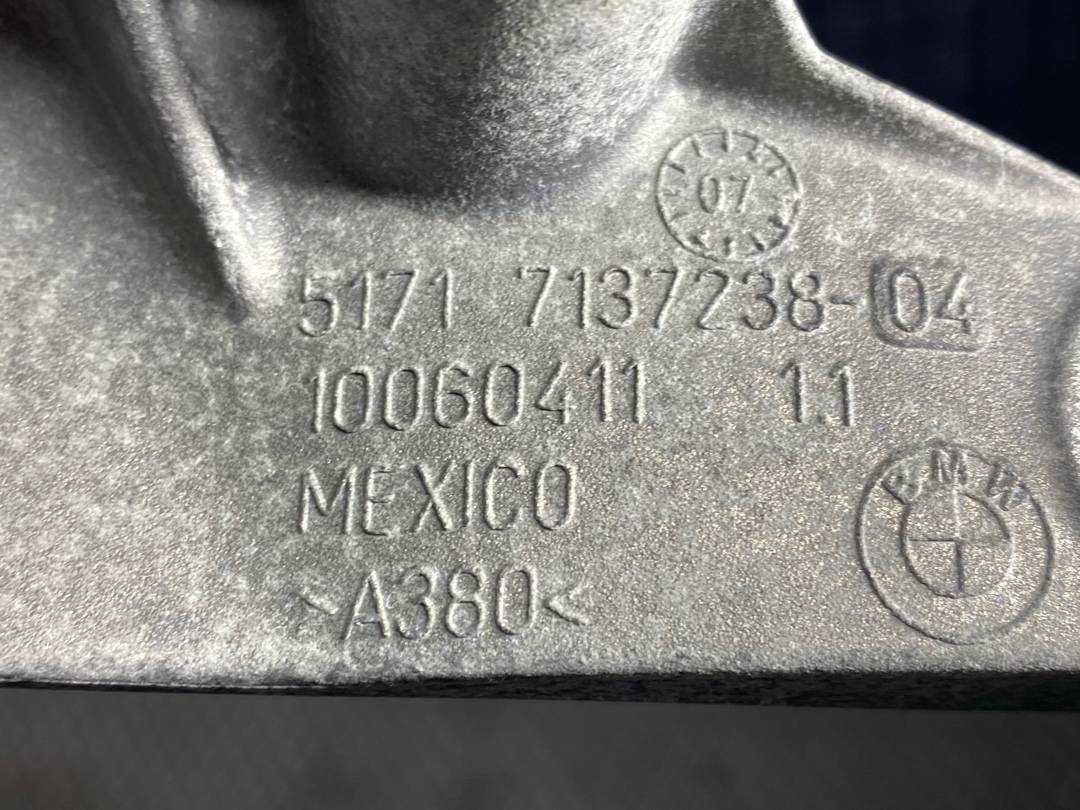 07
5171 7137238-04
10060411 1.1
MEXICO
BMW
>A380<